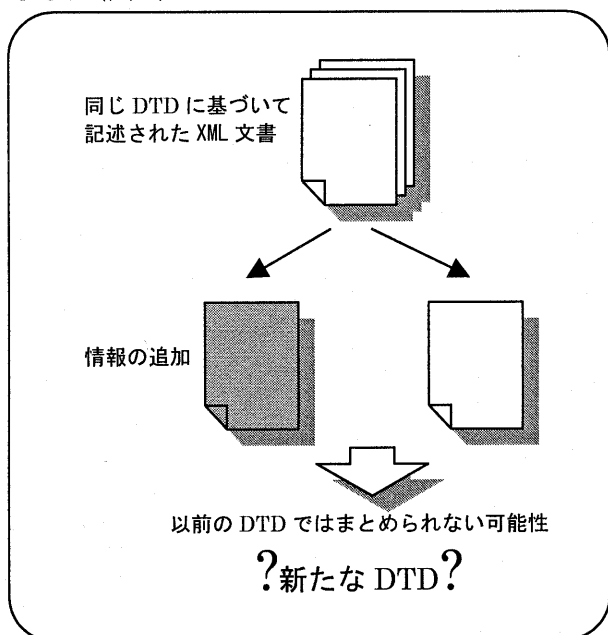 同じ DTD に基づいて
記述された XML 文書
情報の追加
以前の DTD ではまとめられない可能性
?新たな DTD?